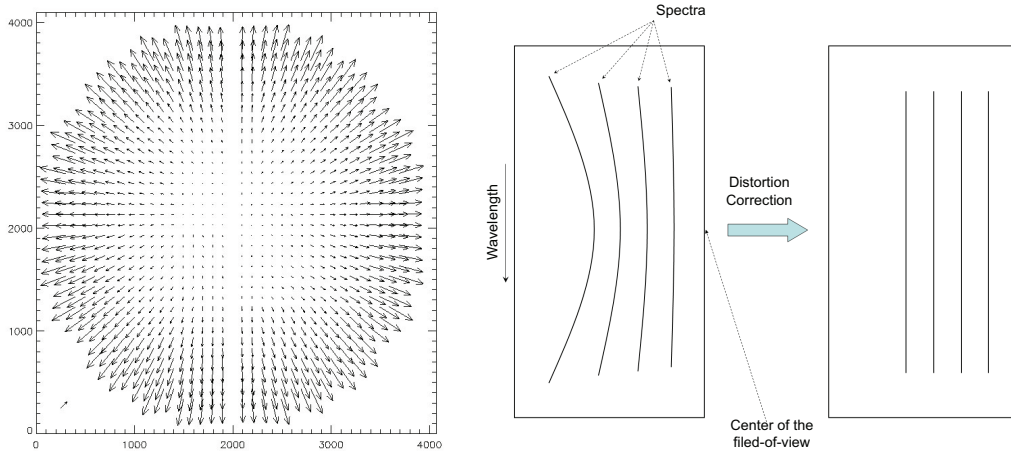 4000
3000
2000
1000
0
0
1000
2000
3000
4000
Spectra
Wavelength
Distortion
Correction
Center of the
filed-of-view